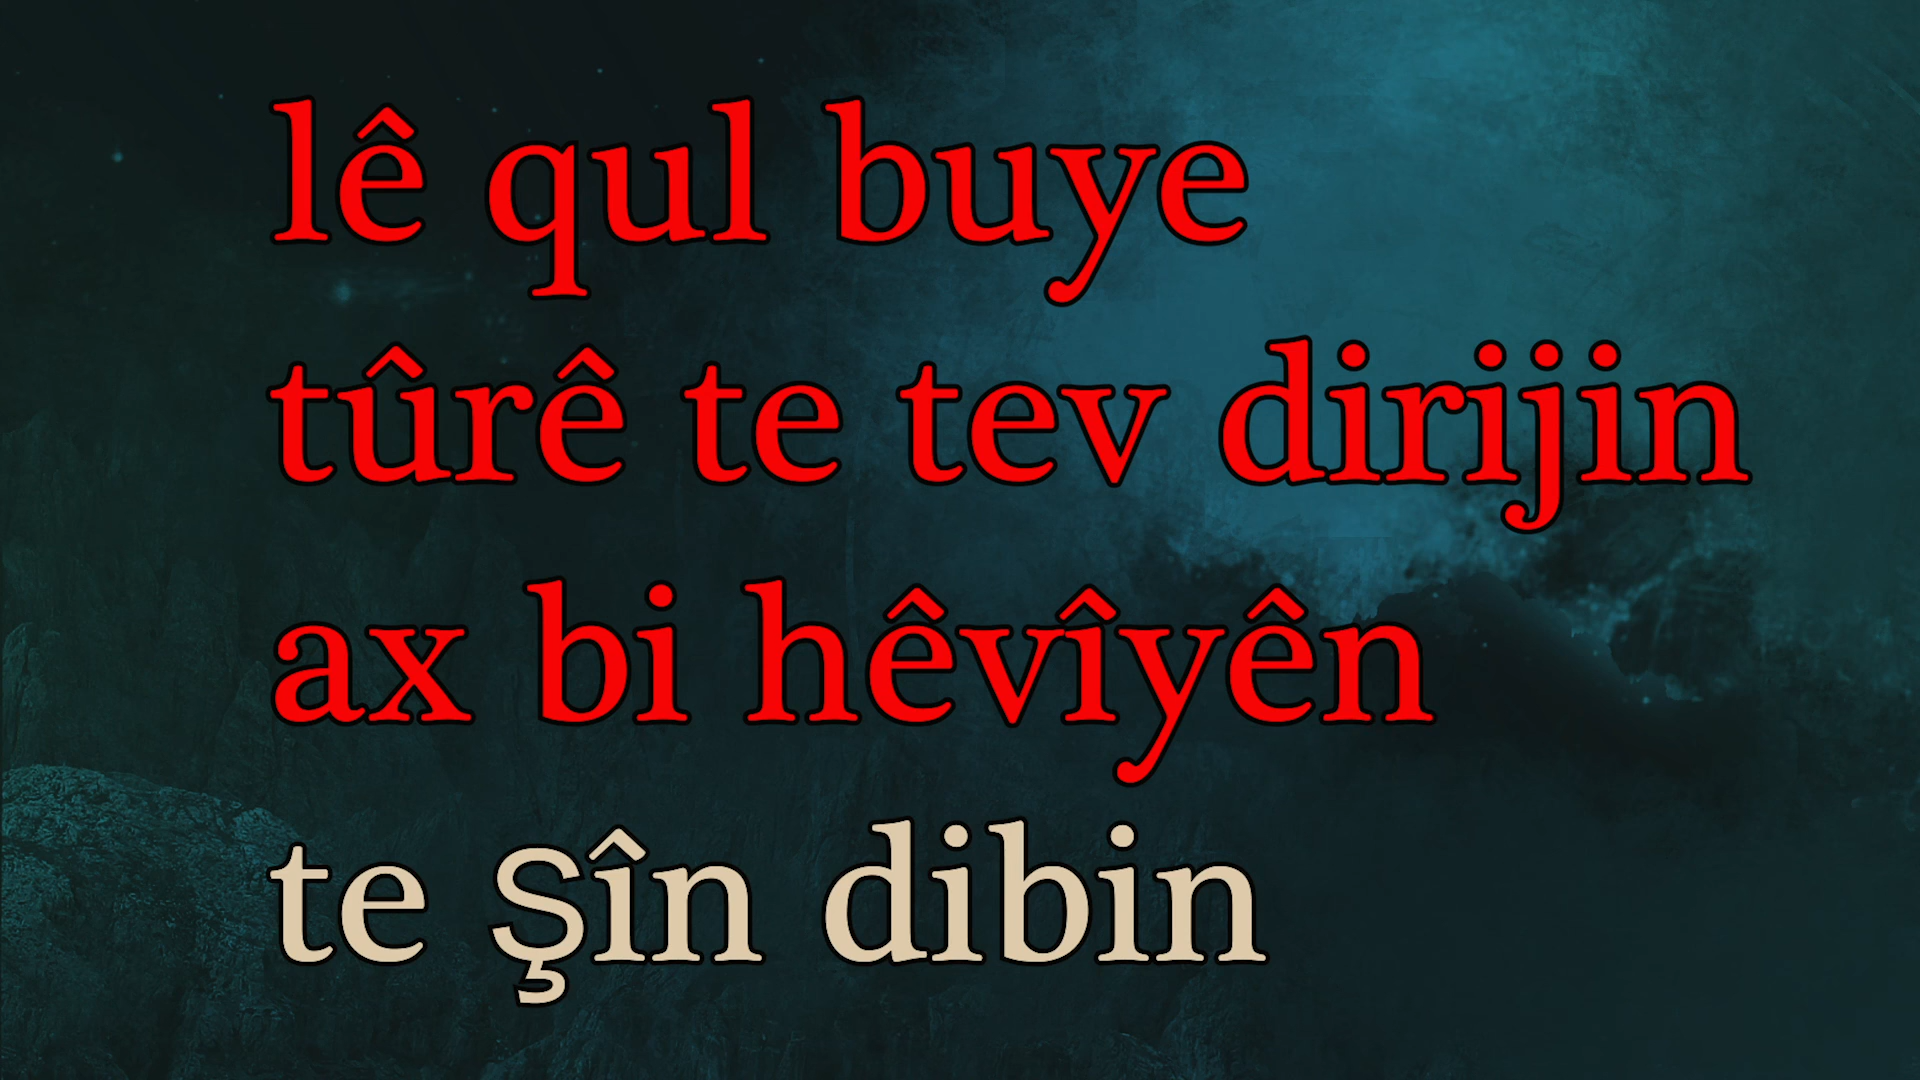 lê qul buye
tûrê te tev dirijin
ax bi hêvîyên
te şîn dibin